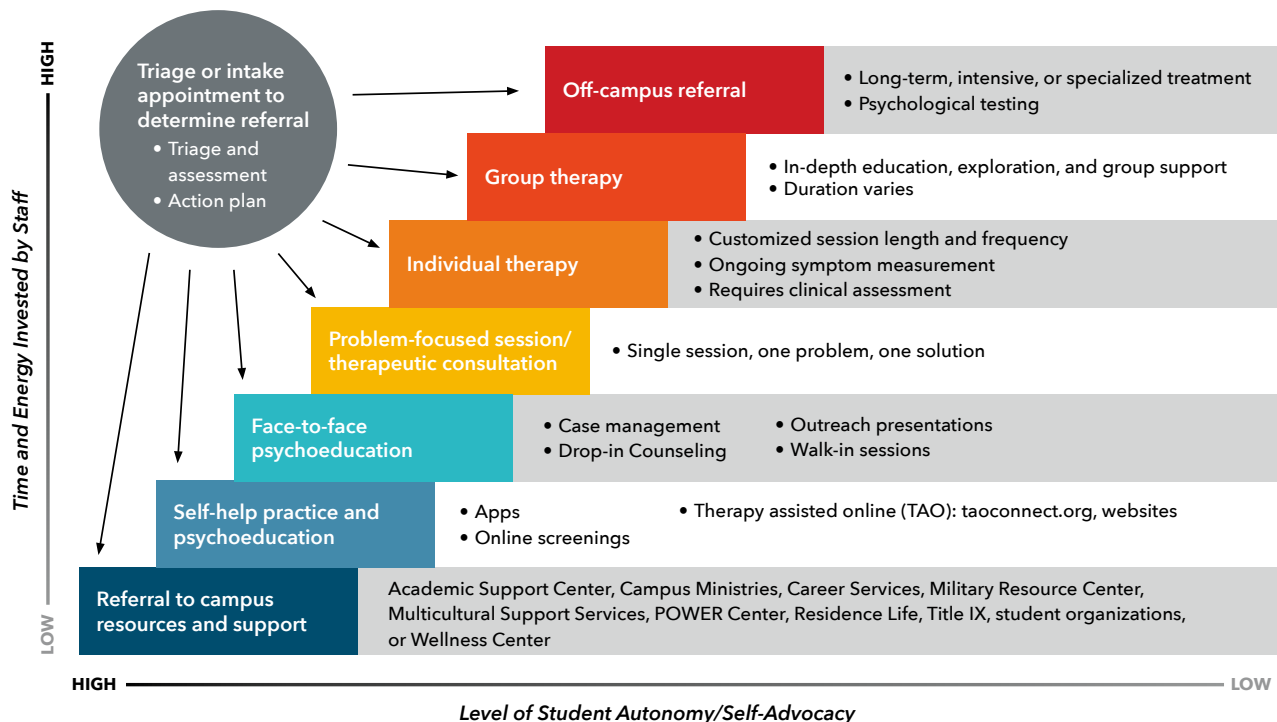 HIGH
Time and Energy Invested by Staff
LOW
Triage or intake
appointment to
determine referral
• Triage and
assessment
• Action plan
Off-campus referral
• Long-term, intensive, or specialized treatment
• Psychological testing
Group therapy
• In-depth education, exploration, and group support
• Duration varies
Individual therapy
• Customized session length and frequency
• Ongoing symptom measurement
• Requires clinical assessment
Problem-focused session/
therapeutic consultation
• Single session, one problem, one solution
Face-to-face
psychoeducation
• Case management
• Drop-in Counseling
• Outreach presentations
• Walk-in sessions
Self-help practice and
psychoeducation
• Apps
• Online screenings
• Therapy assisted online (TAO): taoconnect.org, websites
Referral to campus
resources and support
Academic Support Center, Campus Ministries, Career Services, Military Resource Center,
Multicultural Support Services, POWER Center, Residence Life, Title IX, student organizations,
or Wellness Center
HIGH
LOW
Level of Student Autonomy/Self-Advocacy